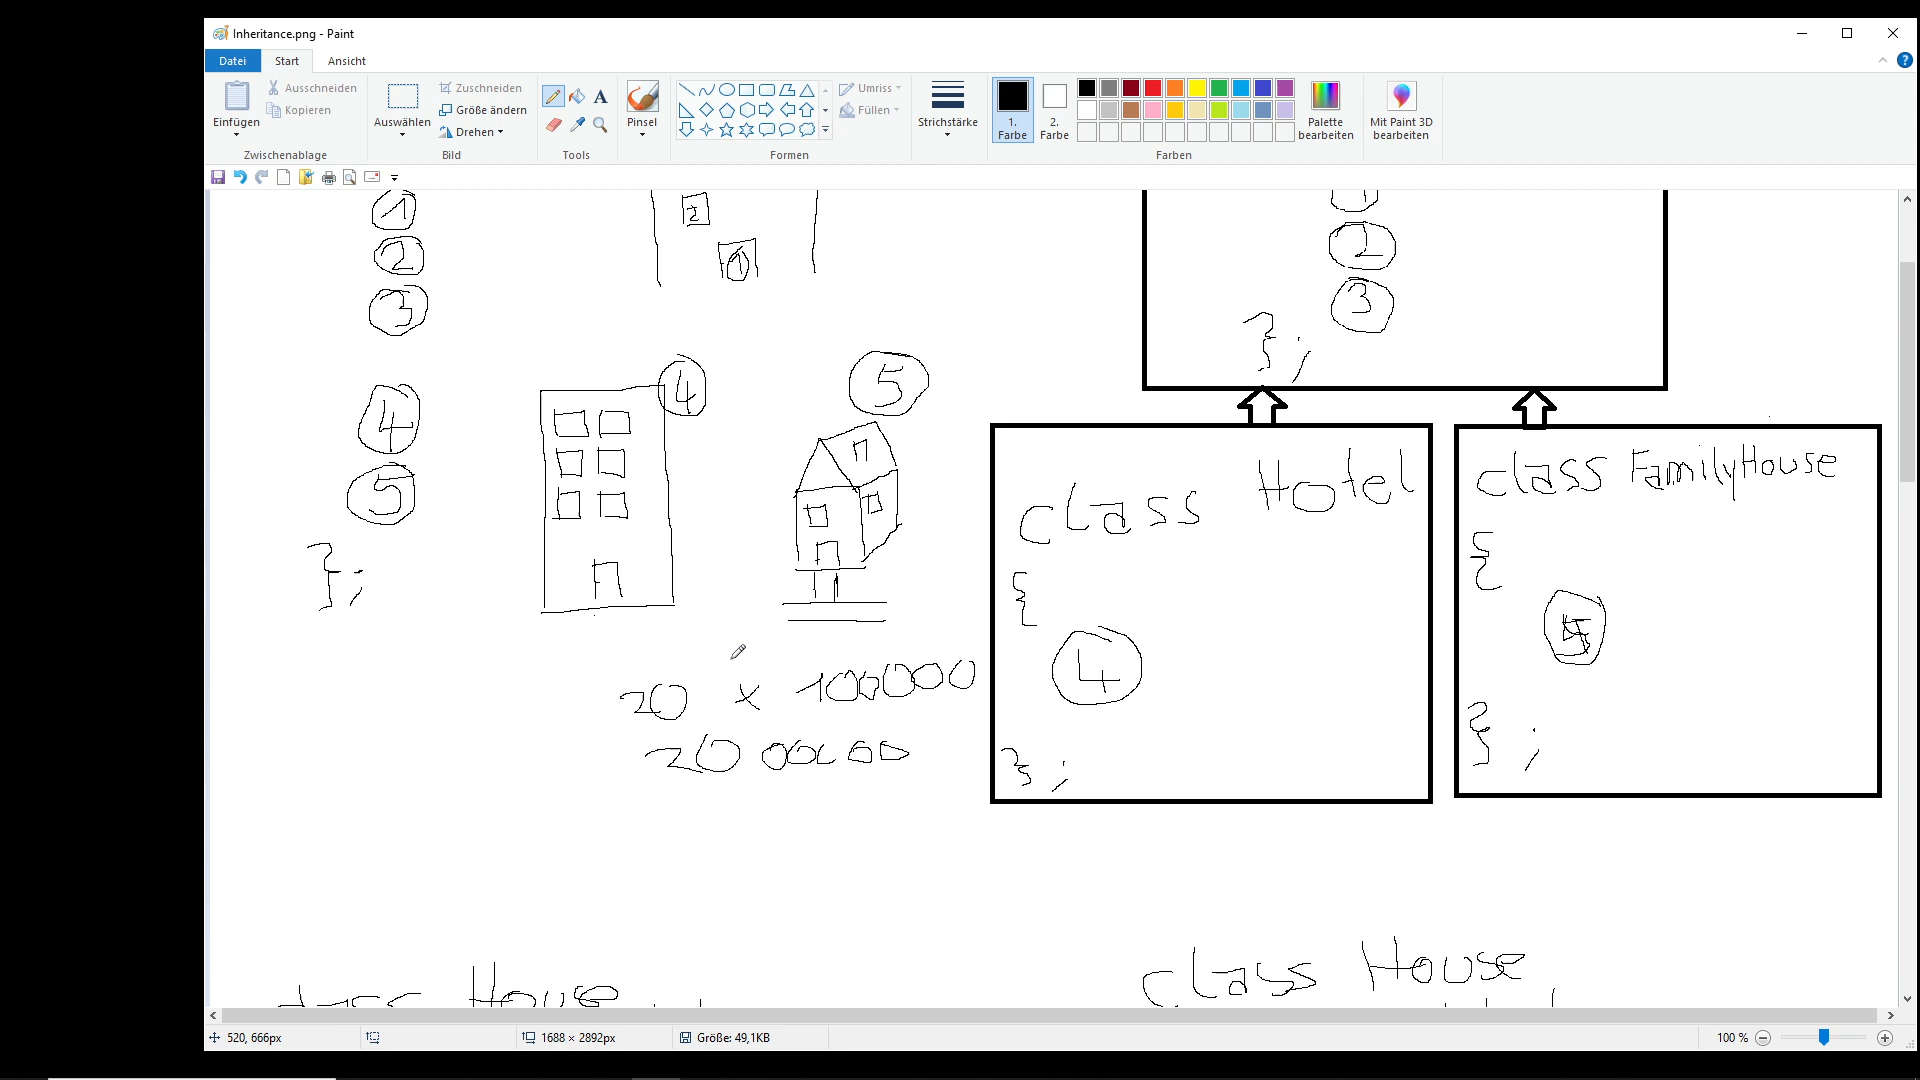 Inheritance.png - Paint
Datei Start Ansicht
Einfügen
Ausschneiden
Kopieren
Zwischenablage
Auswählen
Zuschneiden
Größe ändern
Drehen
Bild
A
Tools
Pinsel
Formen
Umriss
Füllen
Strichstärke
1. Farbe
2. Farbe
Farben
Palette bearbeiten
Mit Paint 3D bearbeiten
?
1
2
3
4
5
};
2
1
4
5
20 x 100000
2
3
};
class Hotel
{
4
};
class FamilyHouse
{
5
};
class House
class House
520, 666px
1688 × 2892px
Größe: 49,1KB
100 %